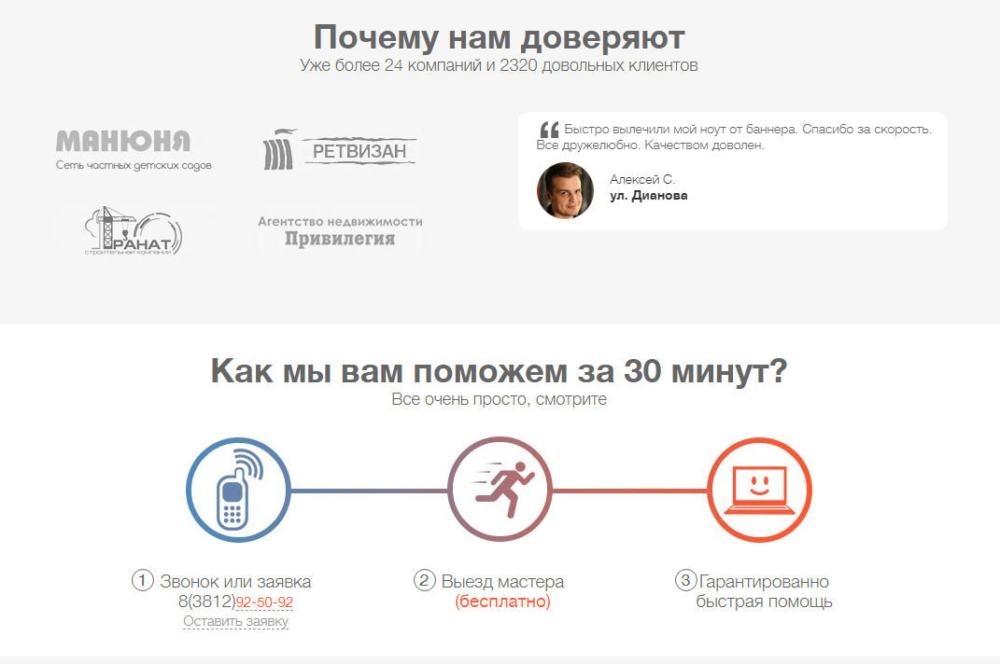 Почему нам доверяют
Уже более 24 компаний и 2320 довольных клиентов
МАНЮНЯ
Сеть частных детских садов
РЕТВИЗАН
ГРАНАТ
строительная компания
Агентство недвижимости
Привилегия
“ Быстро вылечили мой ноут от баннера. Спасибо за скорость.
Все дружелюбно. Качеством доволен.
Алексей С.
ул. Дианова
Как мы вам поможем за 30 минут?
Все очень просто, смотрите
1 Звонок или заявка
8(3812)92-50-92
Оставить заявку
2 Выезд мастера
(бесплатно)
3 Гарантированно
быстрая помощь